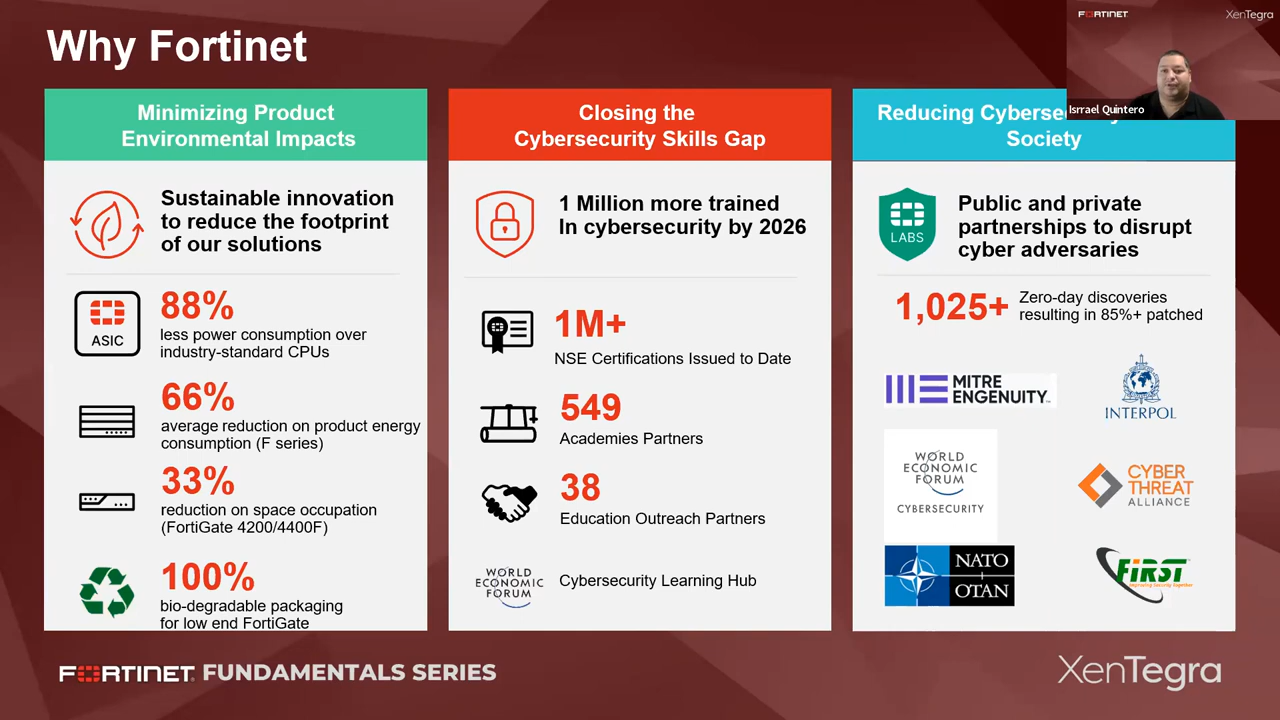 Why Fortinet
FORTINET
XenTegra
Isrrael Quintero
Minimizing Product
Environmental Impacts
Sustainable innovation
to reduce the footprint
of our solutions
ASIC
88%
less power consumption over
industry-standard CPUs
66%
average reduction on product energy
consumption (F series)
33%
reduction on space occupation
(FortiGate 4200/4400F)
100%
bio-degradable packaging
for low end FortiGate
Closing the
Cybersecurity Skills Gap
1 Million more trained
In cybersecurity by 2026
1M+
NSE Certifications Issued to Date
549
Academies Partners
38
Education Outreach Partners
WORLD
ECONOMIC
FORUM
Cybersecurity Learning Hub
Reducing
Society
LABS
Public and private
partnerships to disrupt
cyber adversaries
1,025+
Zero-day discoveries
resulting in 85%+ patched
MITRE
ENGENUITY
INTERPOL
WORLD
ECONOMIC
FORUM
CYBERSECURITY
CYBER
THREAT
ALLIANCE
NATO
OTAN
FiRST
Improving Security Together
FORTINET FUNDAMENTALS SERIES
XenTegra